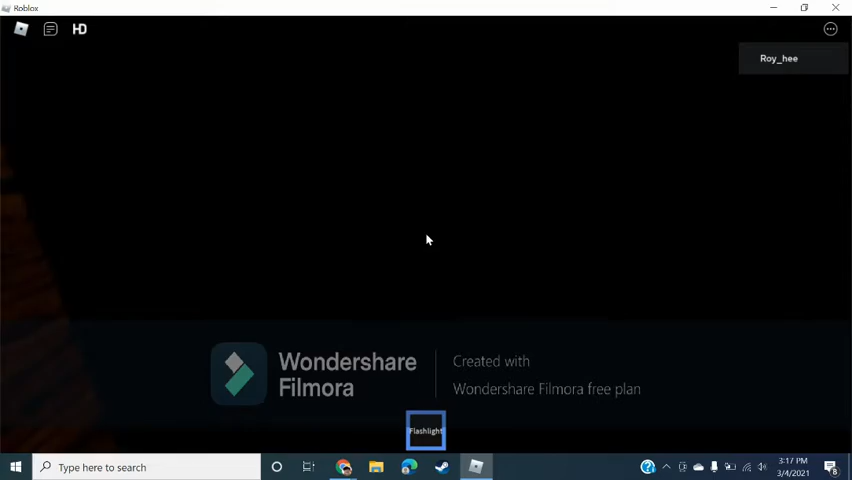 Roblox
HD
Roy_hee
Wondershare
Filmora
Created with
Wondershare Filmora free plan
Flashlight
Type here to search
3:17 PM
3/4/2021